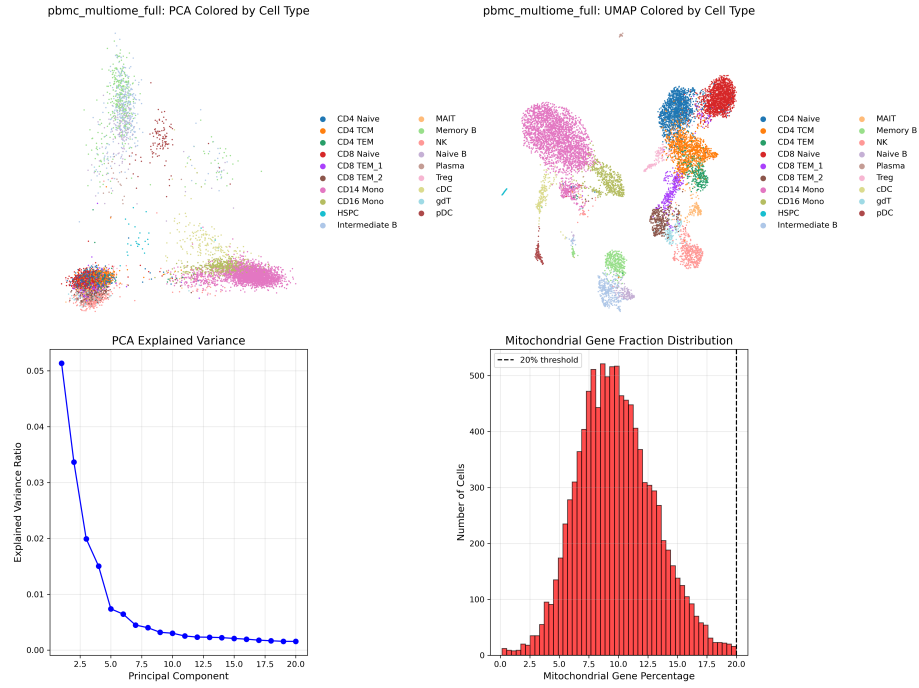 pbmc_multiome_full: PCA Colored by Cell Type
CD4 Naive
CD4 TCM
CD4 TEM
CD8 Naive
CD8 TEM_1
CD8 TEM_2
CD14 Mono
CD16 Mono
HSPC
Intermediate B
MAIT
Memory B
NK
Naive B
Plasma
Treg
cDC
gdT
pDC
pbmc_multiome_full: UMAP Colored by Cell Type
CD4 Naive
CD4 TCM
CD4 TEM
CD8 Naive
CD8 TEM_1
CD8 TEM_2
CD14 Mono
CD16 Mono
HSPC
Intermediate B
MAIT
Memory B
NK
Naive B
Plasma
Treg
cDC
gdT
pDC
PCA Explained Variance
Explained Variance Ratio
0.05
0.04
0.03
0.02
0.01
0.00
2.5 5.0 7.5 10.0 12.5 15.0 17.5 20.0
Principal Component
Mitochondrial Gene Fraction Distribution
20% threshold
Number of Cells
500
400
300
200
100
0
0.0 2.5 5.0 7.5 10.0 12.5 15.0 17.5 20.0
Mitochondrial Gene Percentage